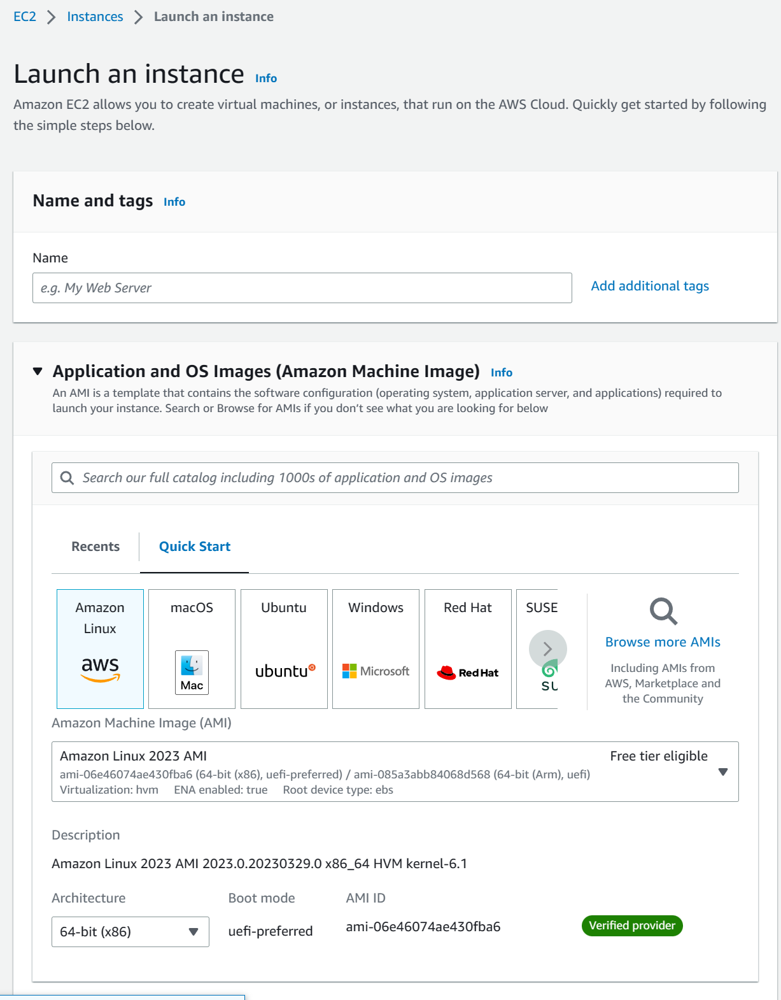 EC2 > Instances > Launch an instance
Launch an instance Info
Amazon EC2 allows you to create virtual machines, or instances, that run on the AWS Cloud. Quickly get started by following
the simple steps below.
Name and tags Info
Name
e.g. My Web Server
Add additional tags
Application and OS Images (Amazon Machine Image) Info
An AMI is a template that contains the software configuration (operating system, application server, and applications) required to
launch your instance. Search or Browse for AMIs if you don’t see what you are looking for below
Search our full catalog including 1000s of application and OS images
Recents
Quick Start
Amazon
Linux
aws
macOS
Mac
Ubuntu
ubuntu
Windows
Microsoft
Red Hat
Red Hat
SUSE
SU
Browse more AMIs
Including AMIs from
AWS, Marketplace and
the Community
Amazon Machine Image (AMI)
Amazon Linux 2023 AMI
Free tier eligible
ami-06e46074ae430fba6 (64-bit (x86), uefi-preferred) / ami-085a3abb84068d568 (64-bit (Arm), uefi)
Virtualization: hvm ENA enabled: true Root device type: ebs
Description
Amazon Linux 2023 AMI 2023.0.20230329.0 x86_64 HVM kernel-6.1
Architecture
64-bit (x86)
Boot mode
uefi-preferred
AMI ID
ami-06e46074ae430fba6
Verified provider